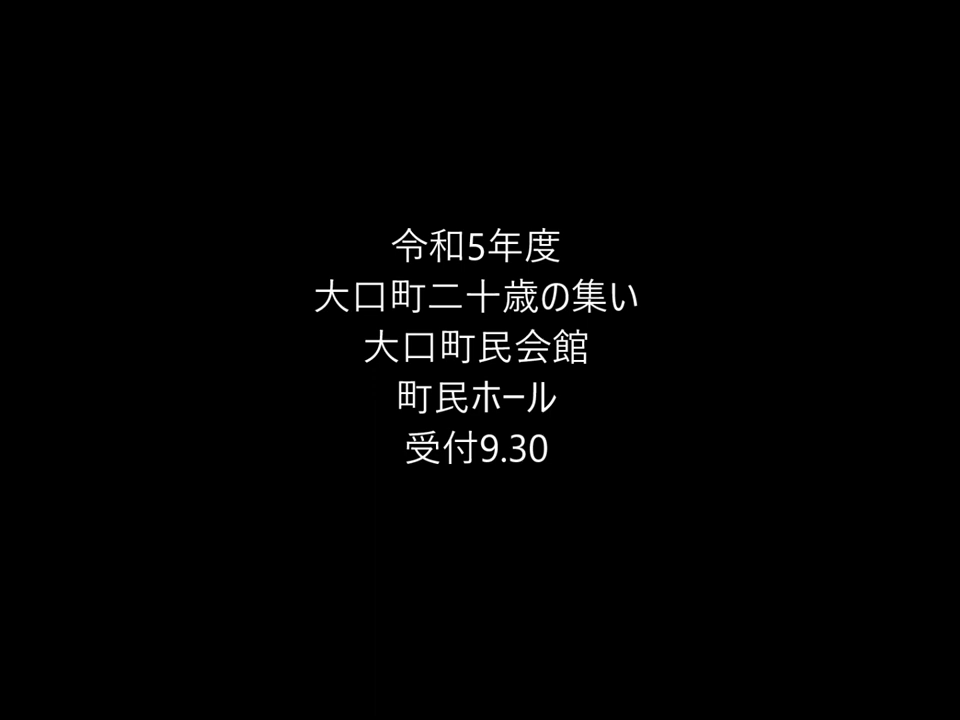 令和5年度
大口町二十歳の集い
大口町民会館
町民ホール
受付9.30